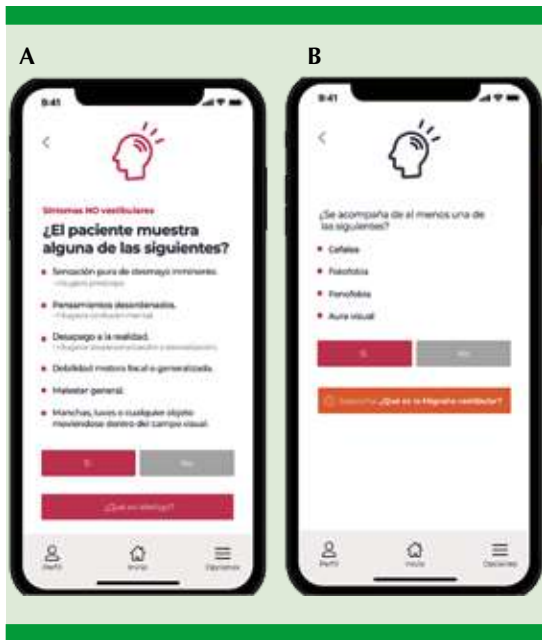 A
B
9:41
Síntomas NO vestibulares
¿El paciente muestra
alguna de las siguientes?
Sensación pura de desmayo inminente.
Pensamientos desordenados.
Desapego a la realidad.
Debilidad motora focal o generalizada.
Malestar general.
Manchas, luces o cualquier objeto
moviéndose dentro del campo visual.
Si
No
Perfil
Inicio
Opciones
9:41
¿Se acompaña de al menos una de
las siguientes?
Cefalea
Fotofobia
Fonofobia
Aura visual
Si
No
¿Qué es la Migraña vestibular?
Perfil
Inicio
Opciones